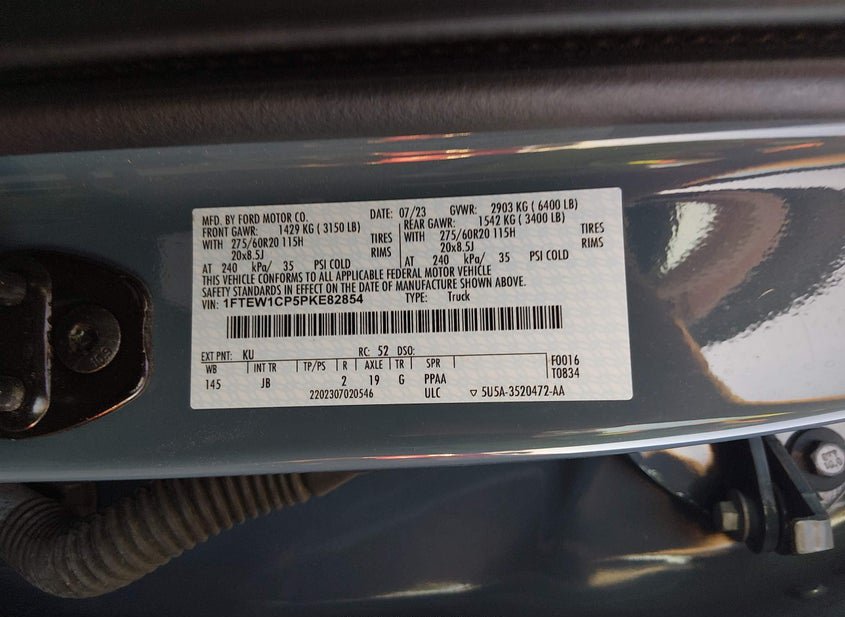 MFD. BY FORD MOTOR CO. DATE: 07/23 GVWR: 2903 KG ( 6400 LB)
FRONT GAWR: 1429 KG ( 3150 LB) REAR GAWR: 1542 KG ( 3400 LB)
WITH 275/60R20 115H TIRES WITH 275/60R20 115H TIRES
20x8.5J RIMS 20x8.5J RIMS
AT 240 kPa/ 35 PSI COLD AT 240 kPa/ 35 PSI COLD
THIS VEHICLE CONFORMS TO ALL APPLICABLE FEDERAL MOTOR VEHICLE
SAFETY STANDARDS IN EFFECT ON THE DATE OF MANUFACTURE SHOWN ABOVE.
VIN: 1FTEW1CP5PKE82854 TYPE: Truck
EXT PNT: KU RC: 52 DSO: F0016
WB INT TR TP/PS R AXLE TR SPR T0834
145 JB 2 19 G PPAA
2202307020546 ULC ▽ 5U5A-3520472-AA